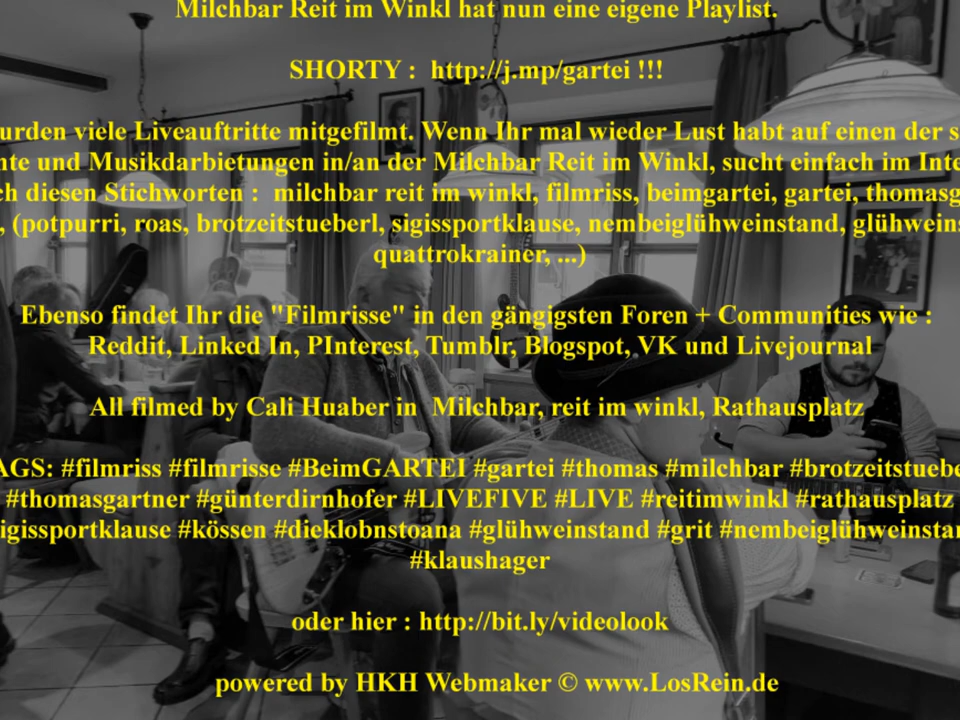 Milchbar Reit im Winkl hat nun eine eigene Playlist.
SHORTY : http://j.mp/gartei !!!
urden viele Liveauftritte mitgefilmt. Wenn Ihr mal wieder Lust habt auf einen der s
nte und Musikdarbietungen in/an der Milchbar Reit im Winkl, sucht einfach im Inte
ch diesen Stichworten : milchbar reit im winkl, filmriss, beimgartei, gartei, thomasg
, (potpurri, roas, brotzeitstueberl, sigissportklause, nembeiglühweinstand, glühweins
quattrokrainer, ...)
Ebenso findet Ihr die "Filmrisse" in den gängigsten Foren + Communities wie :
Reddit, Linked In, PInterest, Tumblr, Blogspot, VK und Livejournal
All filmed by Cali Huaber in Milchbar, reit im winkl, Rathausplatz
AGS: #filmriss #filmrisse #BeimGARTEI #gartei #thomas #milchbar #brotzeitstuebe
#thomasgartner #günterdirnhofer #LIVEFIVE #LIVE #reitimwinkl #rathausplatz
igissportklause #kössen #dieklobnstoana #glühweinstand #grit #nembeiglühweinstan
#klaushager
oder hier : http://bit.ly/videolook
powered by HKH Webmaker © www.LosRein.de